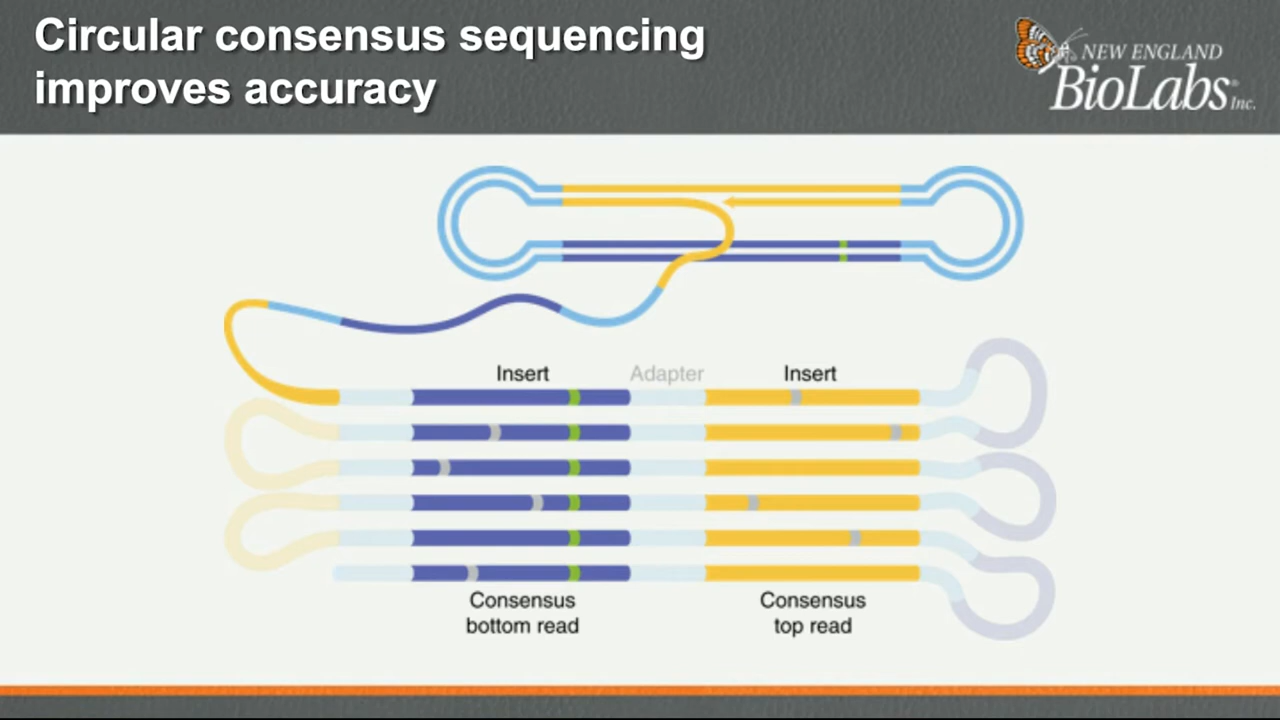 Circular consensus sequencing
improves accuracy
NEW ENGLAND
BioLabs® Inc.
Insert
Adapter
Insert
Consensus
bottom read
Consensus
top read